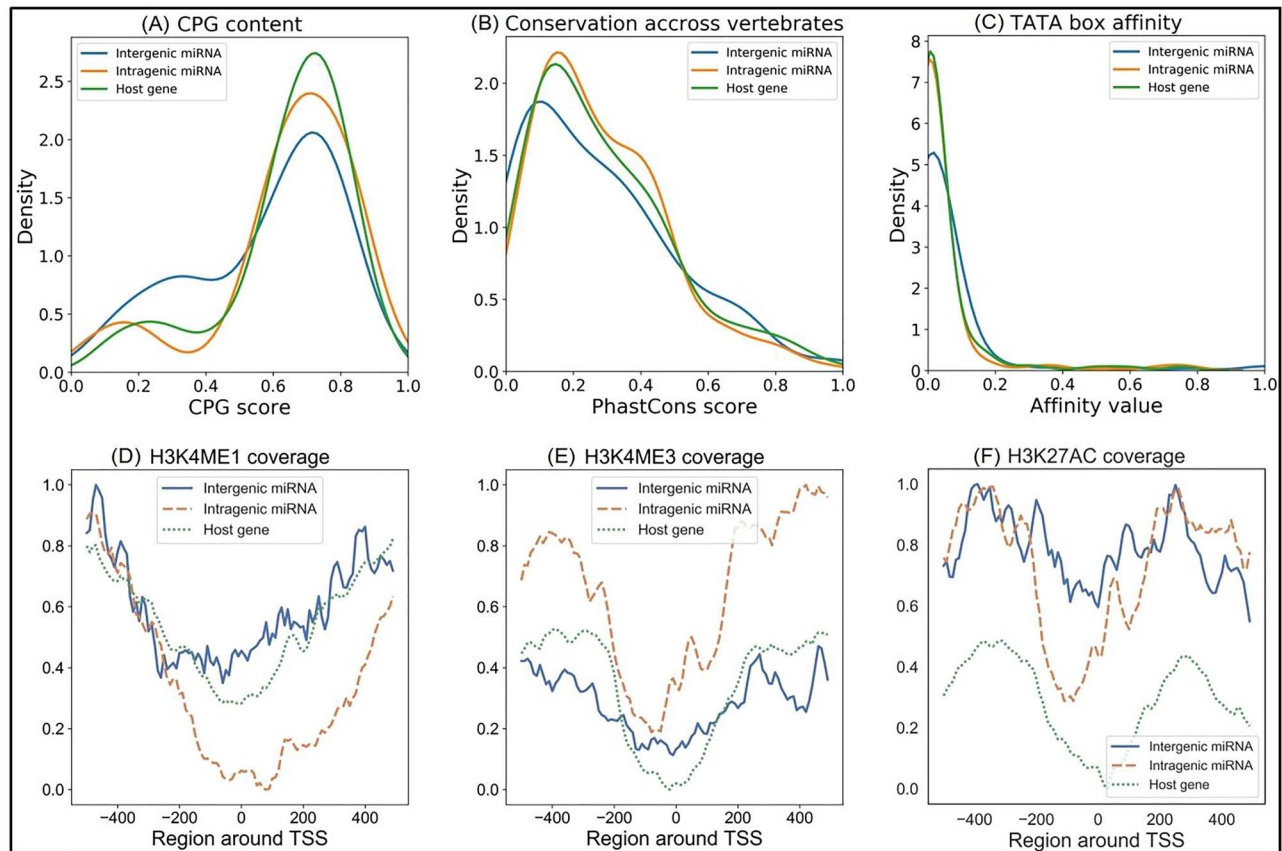 (A) CPG content
Intergenic miRNA
Intragenic miRNA
Host gene
Density
2.5
2.0
1.5
1.0
0.5
0.0
0.0 0.2 0.4 0.6 0.8 1.0
CPG score
(B) Conservation accross vertebrates
Intergenic miRNA
Intragenic miRNA
Host gene
Density
2.0
1.5
1.0
0.5
0.0
0.0 0.2 0.4 0.6 0.8 1.0
PhastCons score
(C) TATA box affinity
Intergenic miRNA
Intragenic miRNA
Host gene
Density
8
7
6
5
4
3
2
1
0
0.0 0.2 0.4 0.6 0.8 1.0
Affinity value
(D) H3K4ME1 coverage
Intergenic miRNA
Intragenic miRNA
Host gene
1.0
0.8
0.6
0.4
0.2
0.0
−400 −200 0 200 400
Region around TSS
(E) H3K4ME3 coverage
Intergenic miRNA
Intragenic miRNA
Host gene
1.0
0.8
0.6
0.4
0.2
0.0
−400 −200 0 200 400
Region around TSS
(F) H3K27AC coverage
1.0
0.8
0.6
0.4
0.2
0.0
Intergenic miRNA
Intragenic miRNA
Host gene
−400 −200 0 200 400
Region around TSS